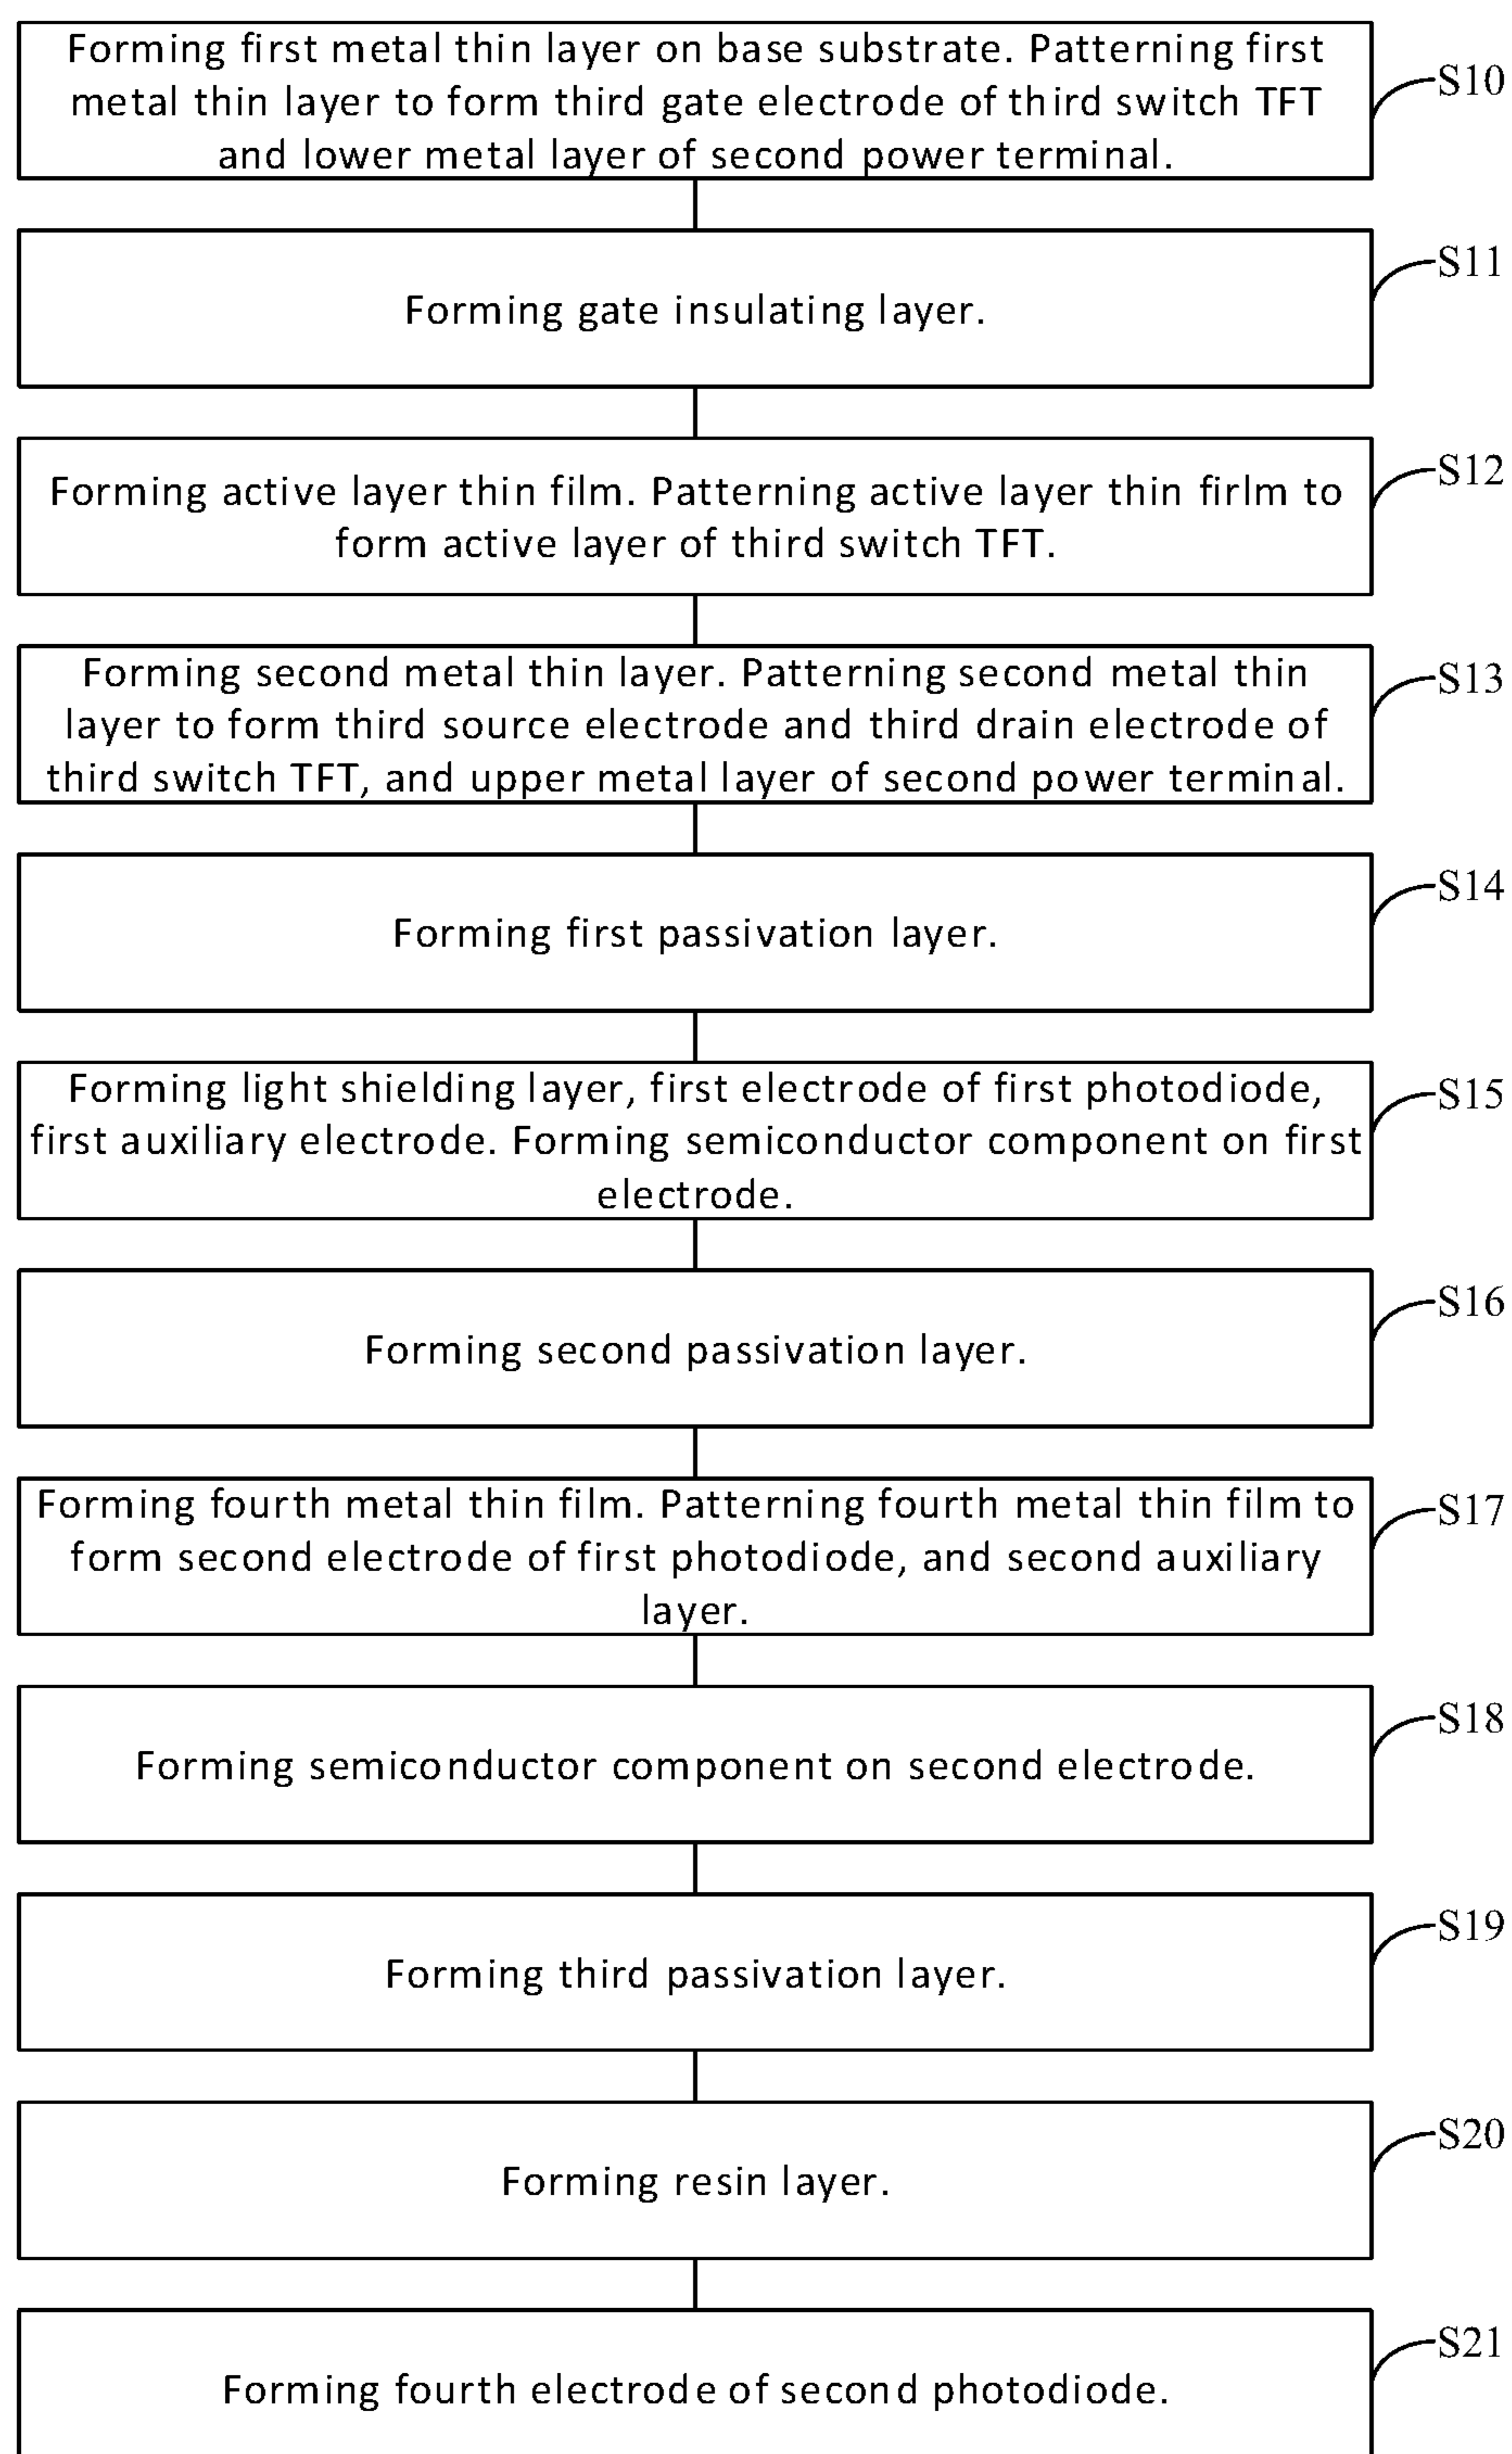 Forming first metal thin layer on base substrate. Patterning first
metal thin layer to form third gate electrode of third switch TFT
and lower metal layer of second power terminal.
S10
Forming gate insulating layer.
S11
Forming active layer thin film. Patterning active layer thin firlm to
form active layer of third switch TFT.
S12
Forming second metal thin layer. Patterning second metal thin
layer to form third source electrode and third drain electrode of
third switch TFT, and upper metal layer of second power terminal.
S13
Forming first passivation layer.
S14
Forming light shielding layer, first electrode of first photodiode,
first auxiliary electrode. Forming semiconductor component on first
electrode.
S15
Forming second passivation layer.
S16
Forming fourth metal thin film. Patterning fourth metal thin film to
form second electrode of first photodiode, and second auxiliary
layer.
S17
Forming semiconductor component on second electrode.
S18
Forming third passivation layer.
S19
Forming resin layer.
S20
Forming fourth electrode of second photodiode.
S21